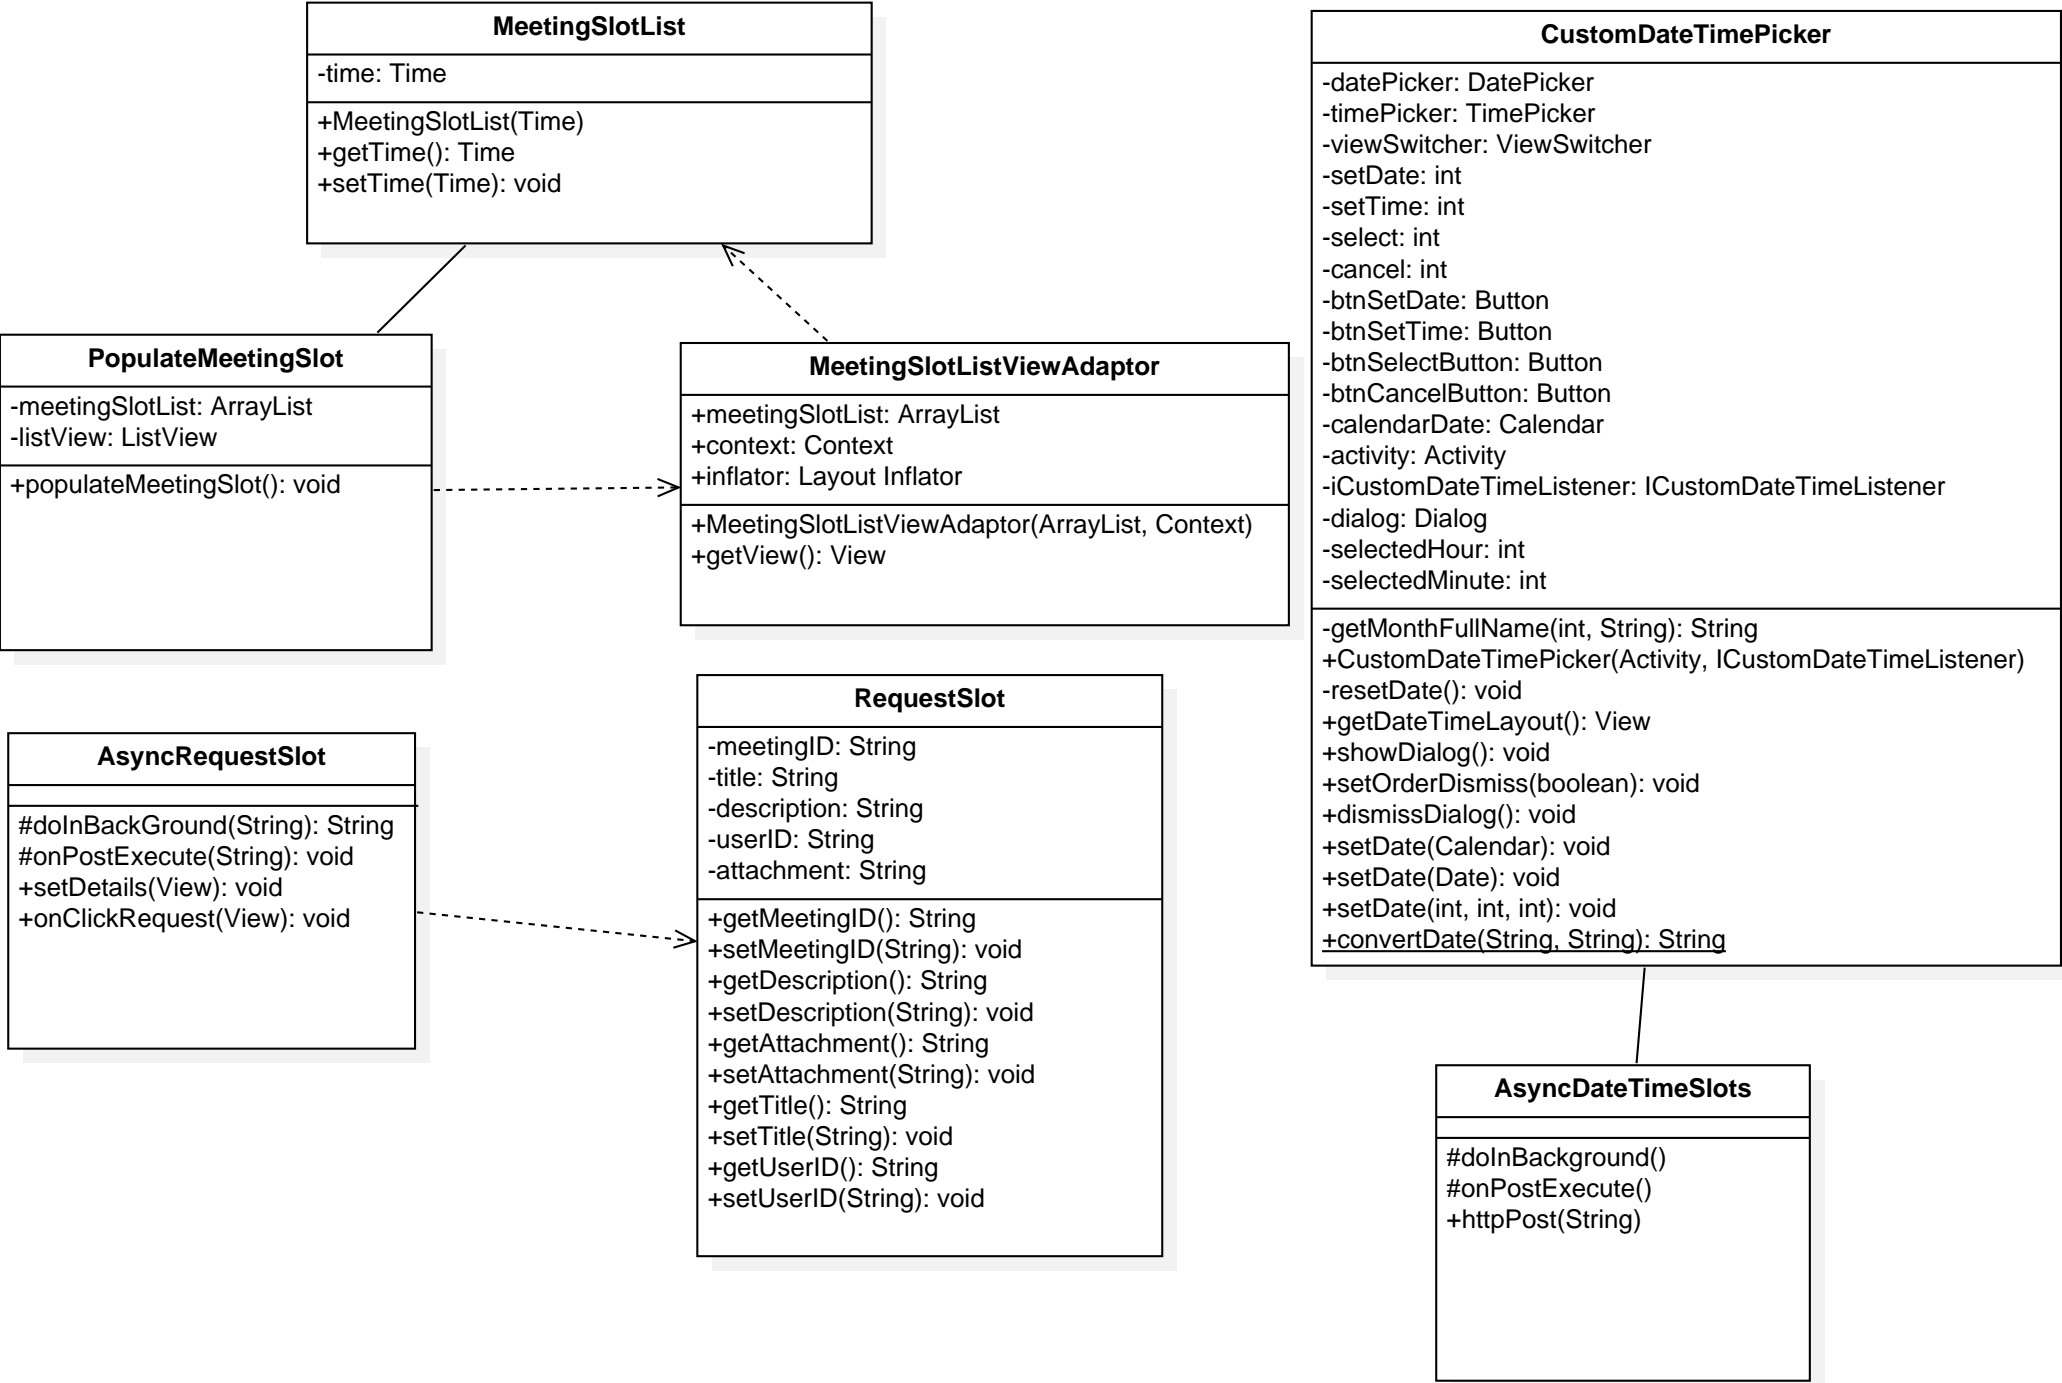 MeetingSlotList
-time: Time
+MeetingSlotList(Time)
+getTime(): Time
+setTime(Time): void
PopulateMeetingSlot
-meetingSlotList: ArrayList
-listView: ListView
+populateMeetingSlot(): void
MeetingSlotListViewAdaptor
+meetingSlotList: ArrayList
+context: Context
+inflator: Layout Inflator
+MeetingSlotListViewAdaptor(ArrayList, Context)
+getView(): View
CustomDateTimePicker
-datePicker: DatePicker
-timePicker: TimePicker
-viewSwitcher: ViewSwitcher
-setDate: int
-setTime: int
-select: int
-cancel: int
-btnSetDate: Button
-btnSetTime: Button
-btnSelectButton: Button
-btnCancelButton: Button
-calendarDate: Calendar
-activity: Activity
-iCustomDateTimeListener: ICustomDateTimeListener
-dialog: Dialog
-selectedHour: int
-selectedMinute: int
-getMonthFullName(int, String): String
+CustomDateTimePicker(Activity, ICustomDateTimeListener)
-resetDate(): void
+getDateTimeLayout(): View
+showDialog(): void
+setOrderDismiss(boolean): void
+dismissDialog(): void
+setDate(Calendar): void
+setDate(Date): void
+setDate(int, int, int): void
+convertDate(String, String): String
AsyncRequestSlot
#doInBackGround(String): String
#onPostExecute(String): void
+setDetails(View): void
+onClickRequest(View): void
RequestSlot
-meetingID: String
-title: String
-description: String
-userID: String
-attachment: String
+getMeetingID(): String
+setMeetingID(String): void
+getDescription(): String
+setDescription(String): void
+getAttachment(): String
+setAttachment(String): void
+getTitle(): String
+setTitle(String): void
+getUserID(): String
+setUserID(String): void
AsyncDateTimeSlots
#doInBackground()
#onPostExecute()
+httpPost(String)